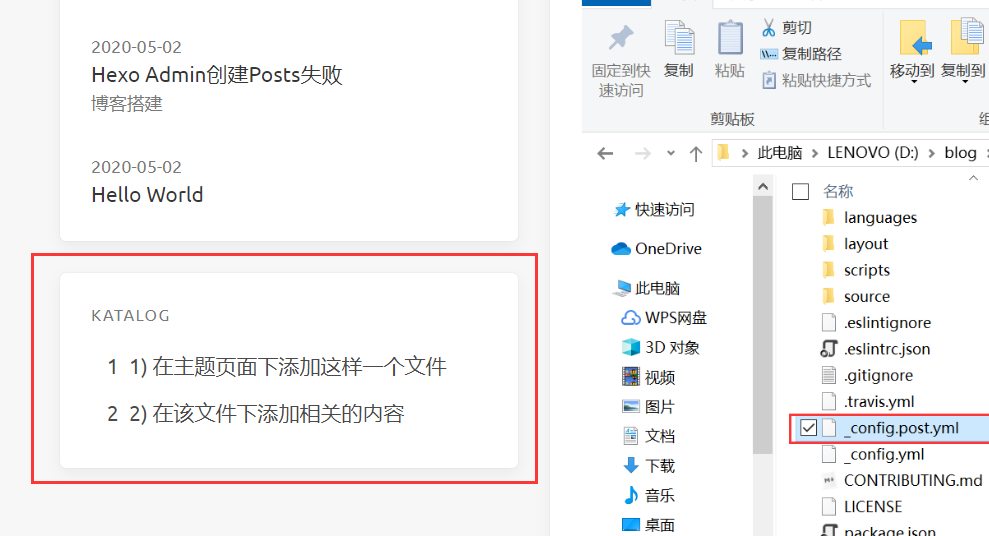 2020-05-02
Hexo Admin创建Posts失败
博客搭建
2020-05-02
Hello World
KATALOG
1 1) 在主题页面下添加这样一个文件
2 2) 在该文件下添加相关的内容
固定到快
速访问
复制
粘贴
剪切
复制路径
粘贴快捷方式
移动到
复制到
剪贴板
组
此电脑 > LENOVO (D:) > blog >
快速访问
OneDrive
此电脑
WPS网盘
3D 对象
视频
图片
文档
下载
音乐
桌面
名称
languages
layout
scripts
source
.eslintignore
.eslintrc.json
.gitignore
.travis.yml
_config.post.yml
_config.yml
CONTRIBUTING.md
LICENSE
package.json